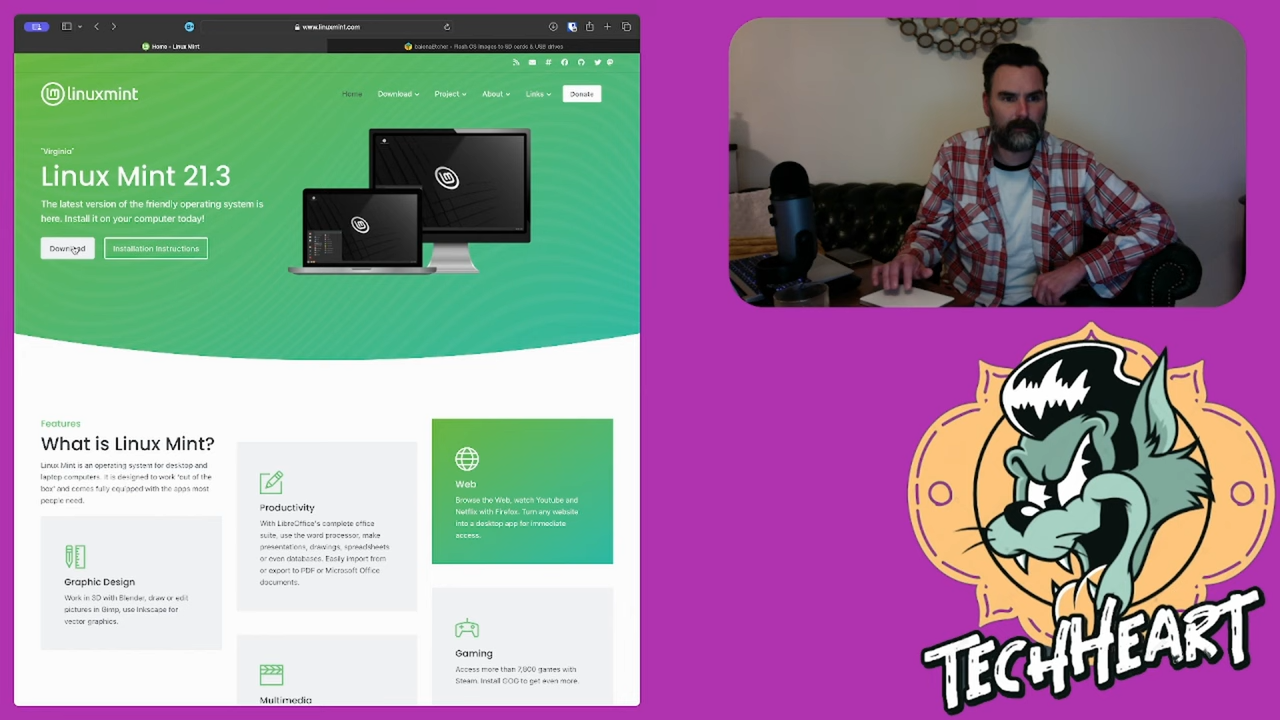 www.linuxmint.com
Home - Linux Mint
balenaEtcher - Flash OS images to SD cards & USB drives
linuxmint
Home
Download
Project
About
Links
Donate
"Virginia"
Linux Mint 21.3
The latest version of the friendly operating system is
here. Install it on your computer today!
Download
Installation Instructions
Features
What is Linux Mint?
Linux Mint is an operating system for desktop and
laptop computers. It is designed to work 'out of the
box' and comes fully equipped with the apps most
people need.
Graphic Design
Work in 3D with Blender, draw or edit
pictures in Gimp, use Inkscape for
vector graphics.
Productivity
With LibreOffice's complete office
suite, use the word processor, make
presentations, drawings, spreadsheets
or even databases. Easily import from
or export to PDF or Microsoft Office
documents.
Multimedia
Web
Browse the Web, watch Youtube and
Netflix with Firefox. Turn any website
into a desktop app for immediate
access.
Gaming
Access more than 7,800 games with
Steam. Install GOG to get even more.
TECHHEART